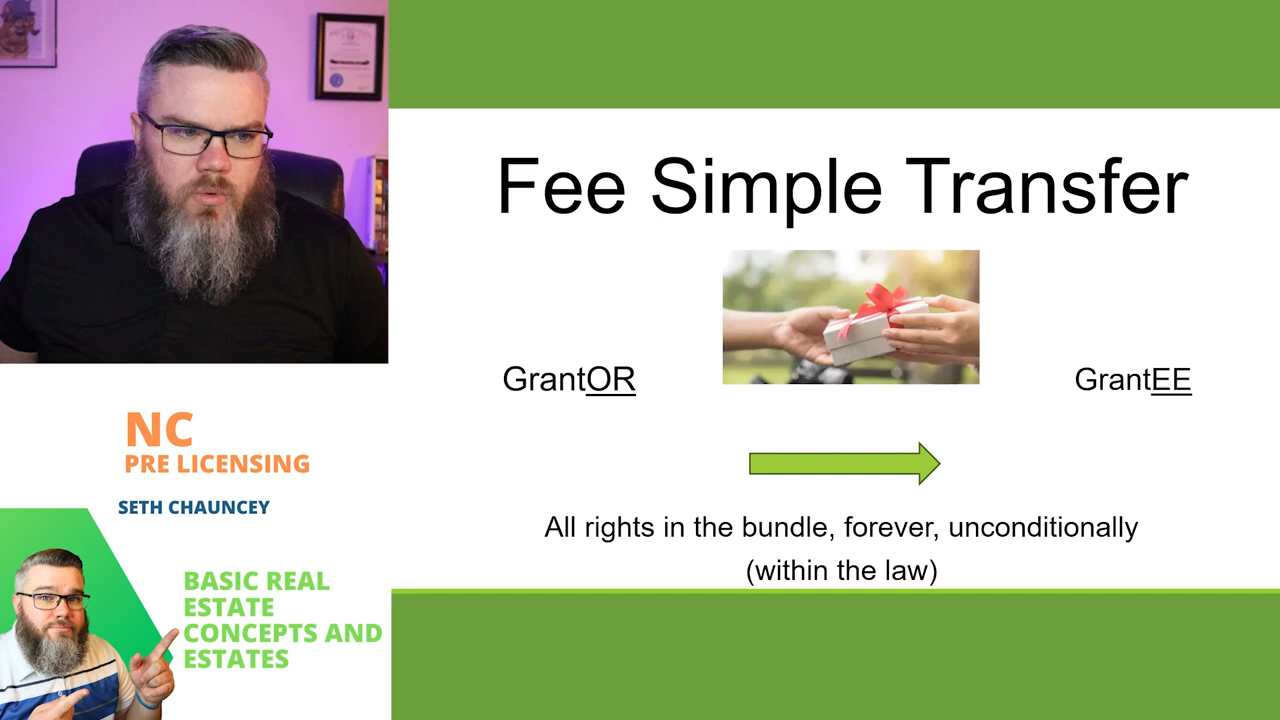 NC
PRE LICENSING
SETH CHAUNCEY
BASIC REAL
ESTATE
CONCEPTS AND
ESTATES
Fee Simple Transfer
GrantOR
GrantEE
All rights in the bundle, forever, unconditionally
(within the law)